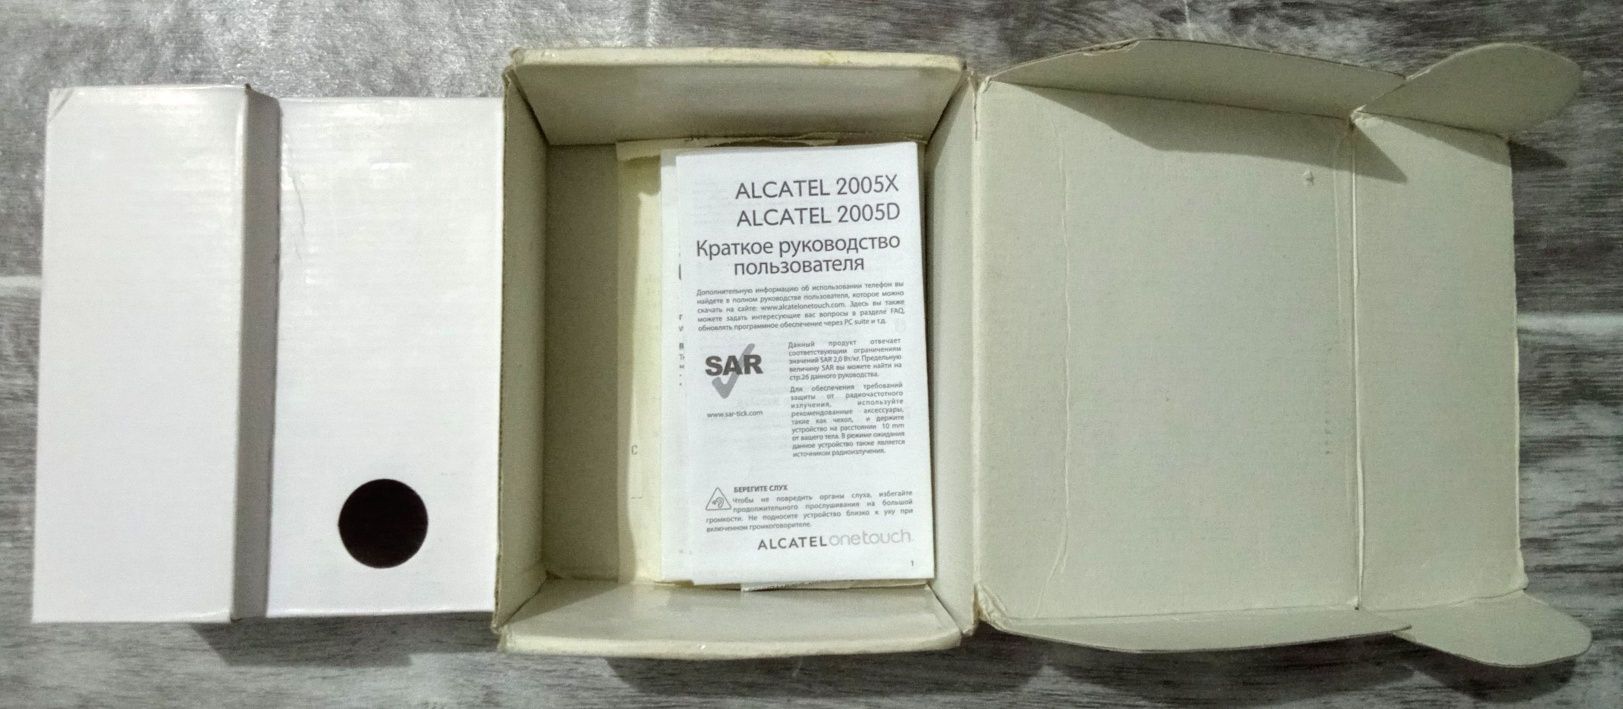 ALCATEL 2005X
ALCATEL 2005D
Краткое руководство
пользователя
Дополнительную информацию об использовании телефон вы
найдете в полном руководстве пользователя, которое можно
скачать на сайте: www.alcatelonetouch.com. Здесь вы также
можете задать интересующие вас вопросы в разделе FAQ,
обновлять программное обеспечение через PC suite и т.д.
SAR
www.sar-tick.com
Данный продукт отвечает
соответствующим ограничениям
значений SAR 2,0 Вт/кг. Предельную
величину SAR вы можете найти на
стр.26 данного руководства.
Для обеспечения требований
защиты от радиочастотного
излучения, используйте
рекомендованные аксессуары,
такие как чехол, и держите
устройство на расстоянии 10 mm
от вашего тела. В режиме ожидания
данное устройство также является
источником радиоизлучения.
БЕРЕГИТЕ СЛУХ
Чтобы не повредить органы слуха, избегайте
продолжительного прослушивания на большой
громкости. Не подносите устройство близко к уху при
включенном громкоговорителе.
ALCATEL onetouch.
1